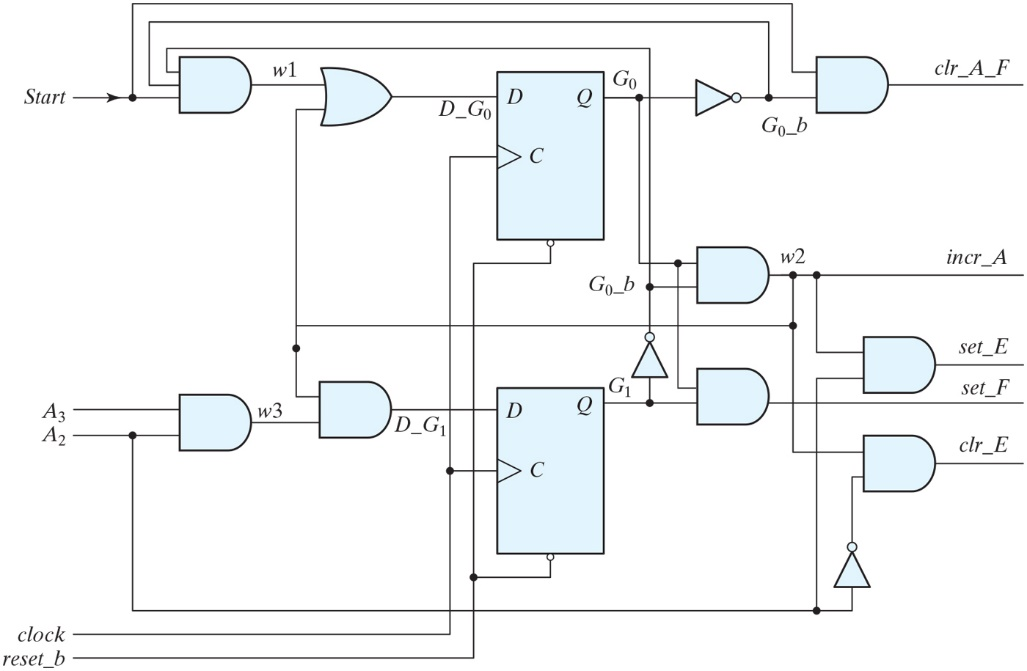 clr_A_F
w1
G₀
Start
D_G₀
D
Q
G₀_b
C
w2
incr_A
G₀_b
set_E
G₁
set_F
A₃
w3
D
Q
A₂
D_G₁
clr_E
C
clock
reset_b